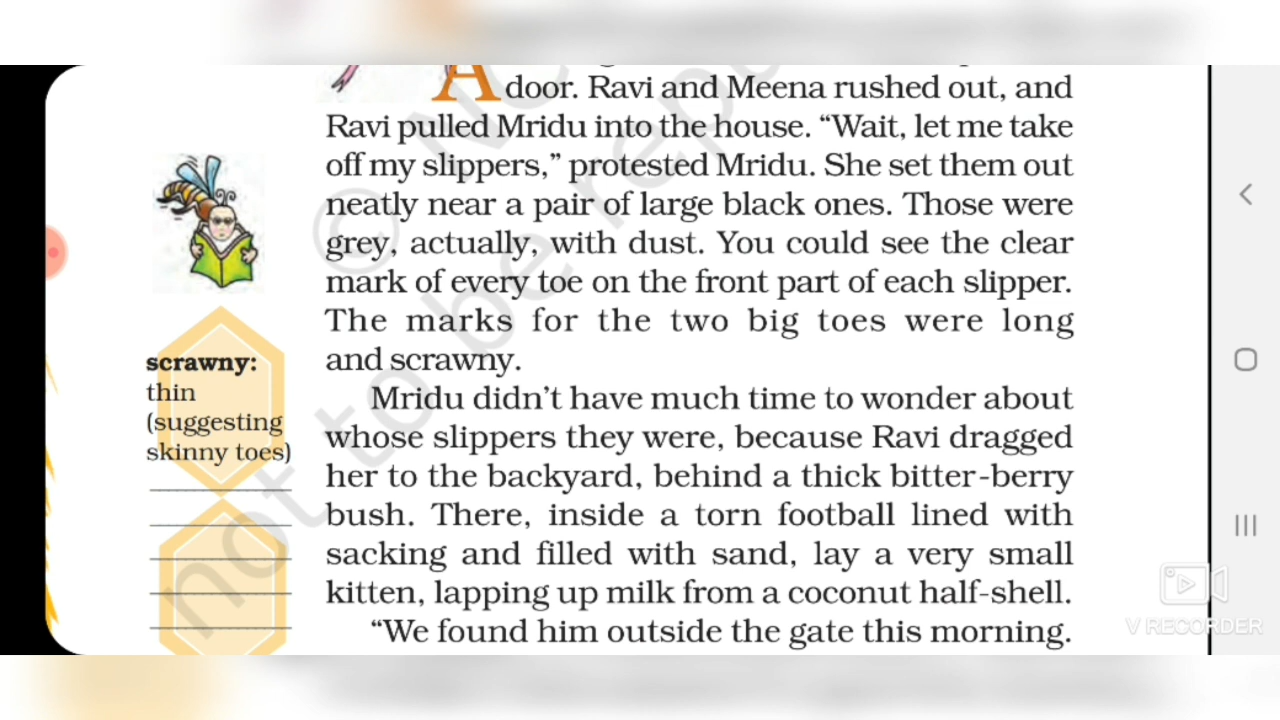 A
door. Ravi and Meena rushed out, and
Ravi pulled Mridu into the house. “Wait, let me take
off my slippers,” protested Mridu. She set them out
neatly near a pair of large black ones. Those were
grey, actually, with dust. You could see the clear
mark of every toe on the front part of each slipper.
The marks for the two big toes were long
and scrawny.
scrawny:
thin
(suggesting
skinny toes)
Mridu didn’t have much time to wonder about
whose slippers they were, because Ravi dragged
her to the backyard, behind a thick bitter-berry
bush. There, inside a torn football lined with
sacking and filled with sand, lay a very small
kitten, lapping up milk from a coconut half-shell.
“We found him outside the gate this morning.
not to be
V RECORDER